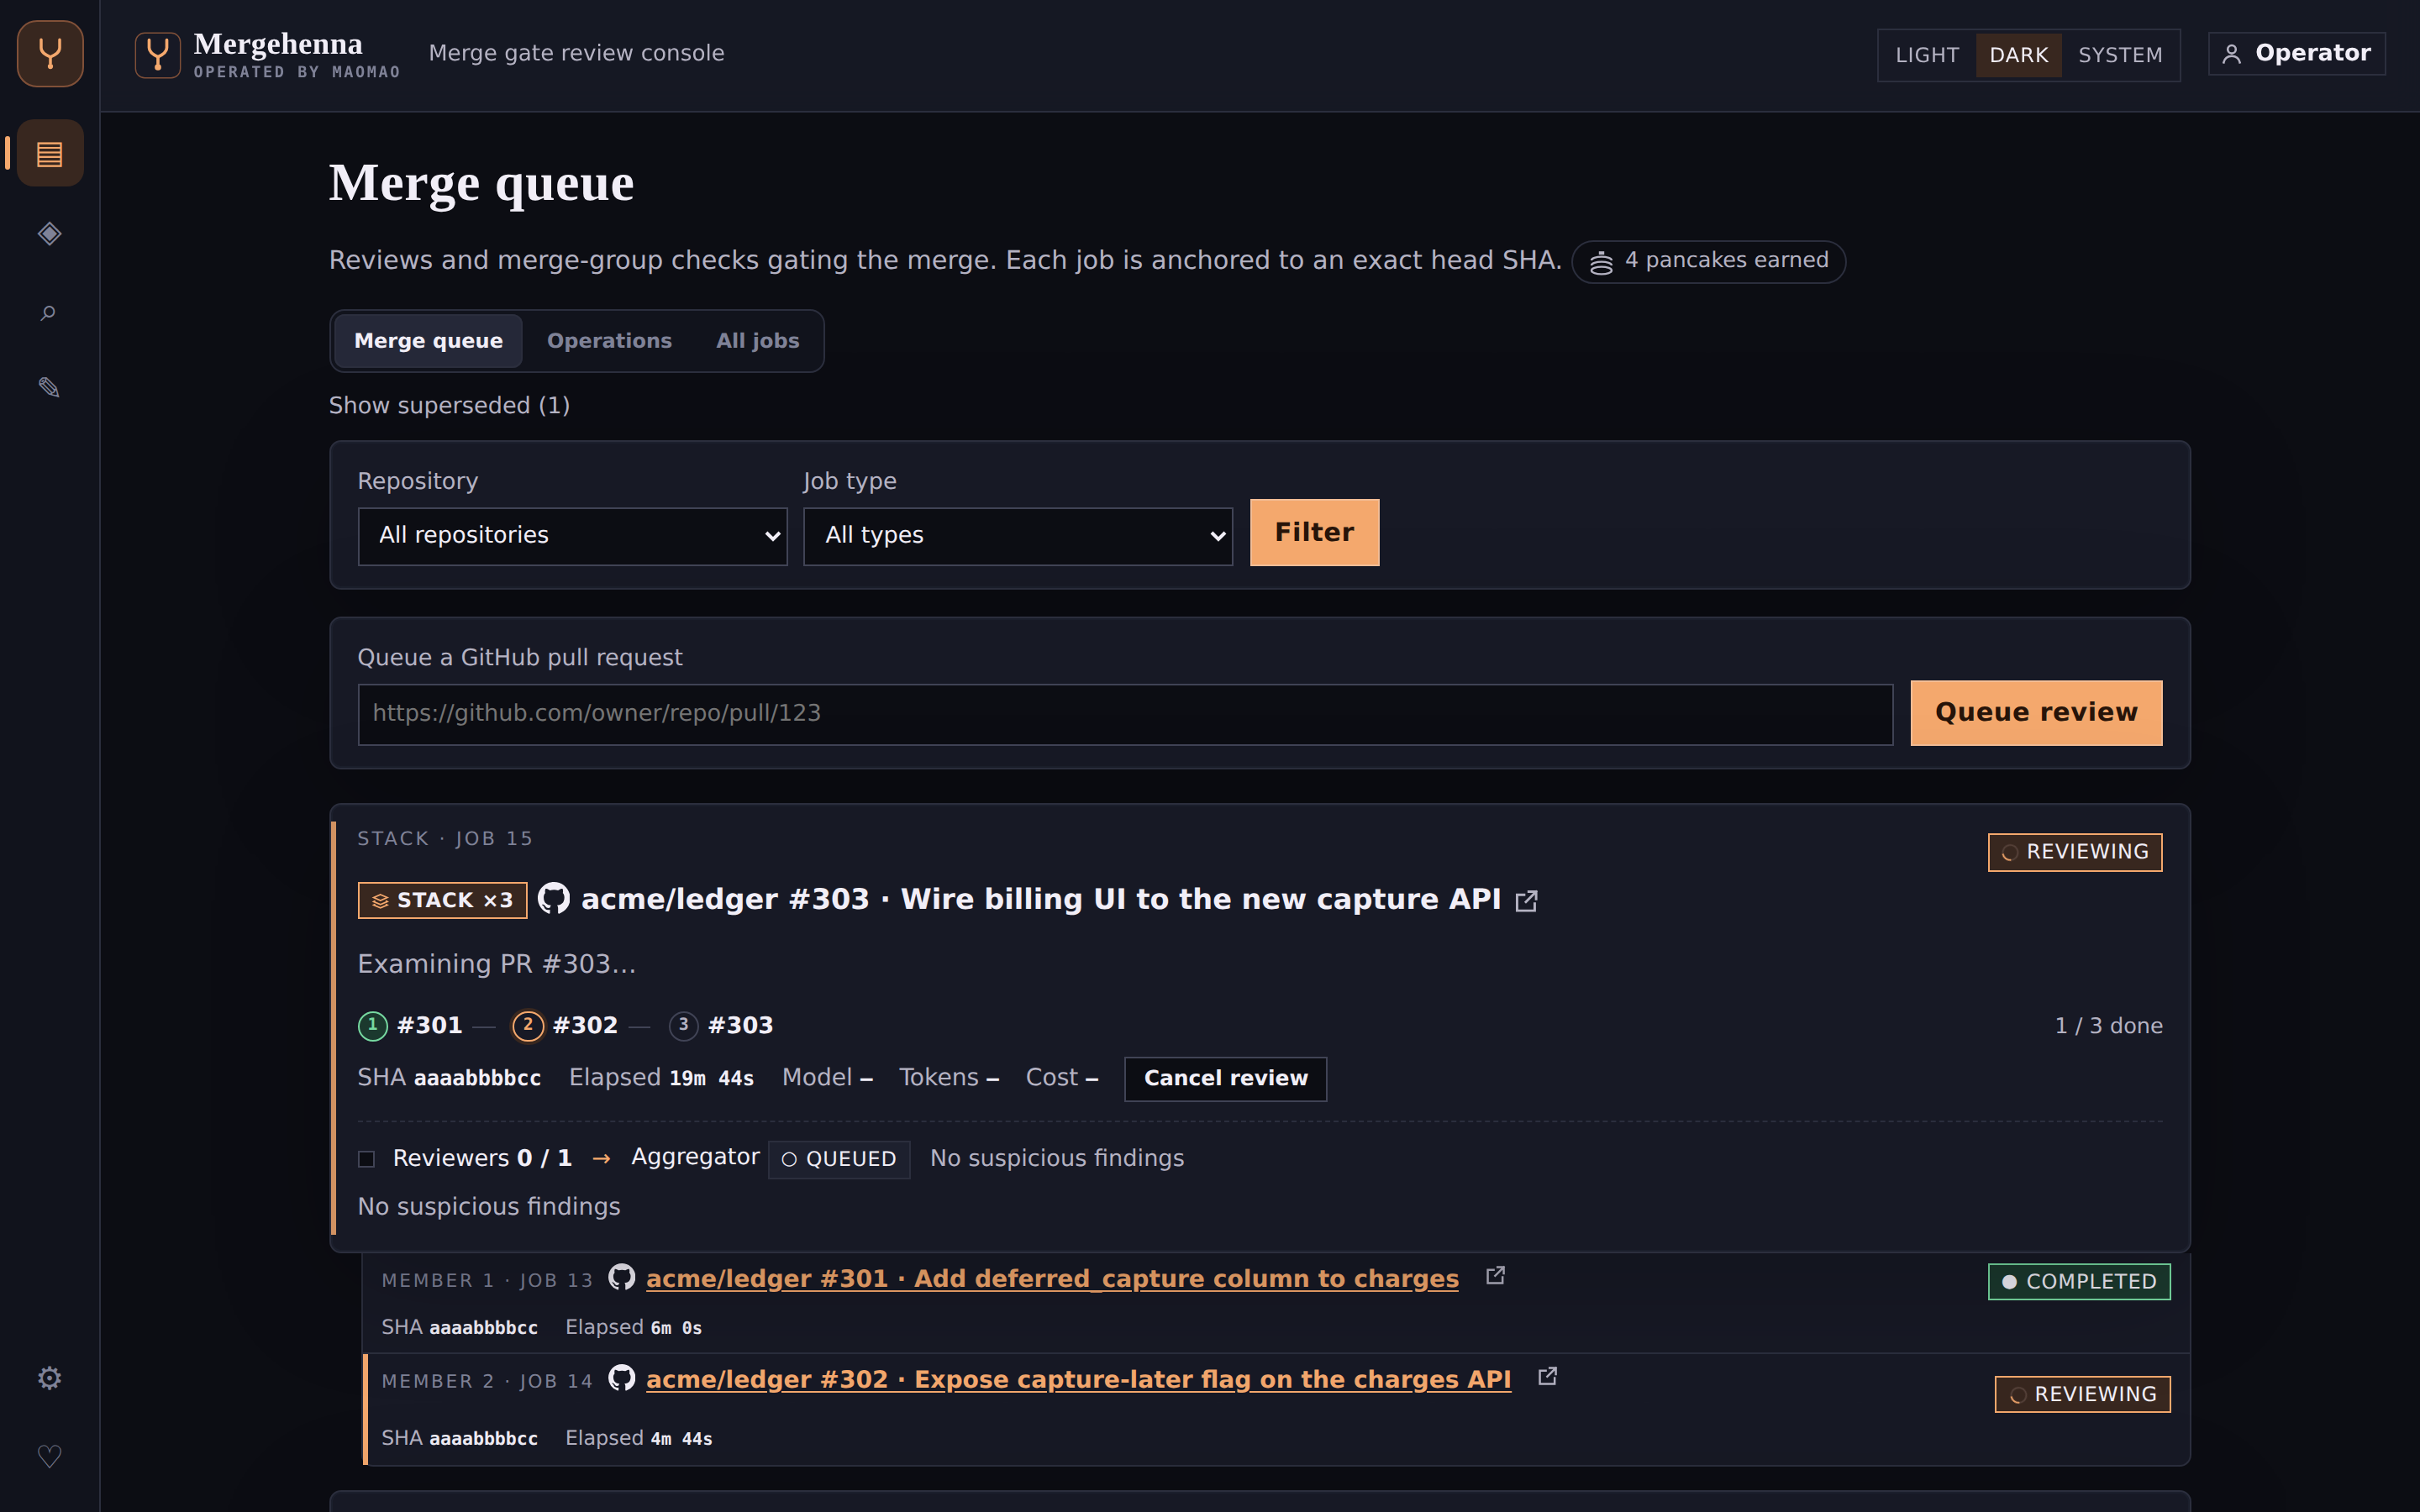 Mergehenna
OPERATED BY MAOMAO
Merge gate review console
LIGHT DARK SYSTEM
Operator
Merge queue
Reviews and merge-group checks gating the merge. Each job is anchored to an exact head SHA. 4 pancakes earned
Merge queue Operations All jobs
Show superseded (1)
Repository Job type
All repositories All types Filter
Queue a GitHub pull request
https://github.com/owner/repo/pull/123 Queue review
STACK · JOB 15 REVIEWING
STACK ×3 acme/ledger #303 · Wire billing UI to the new capture API
Examining PR #303…
1 #301 — 2 #302 — 3 #303 1 / 3 done
SHA aaaabbbbcc Elapsed 19m 44s Model — Tokens — Cost — Cancel review
Reviewers 0 / 1 → Aggregator QUEUED No suspicious findings
No suspicious findings
MEMBER 1 · JOB 13 acme/ledger #301 · Add deferred_capture column to charges COMPLETED
SHA aaaabbbbcc Elapsed 6m 0s
MEMBER 2 · JOB 14 acme/ledger #302 · Expose capture-later flag on the charges API REVIEWING
SHA aaaabbbbcc Elapsed 4m 44s